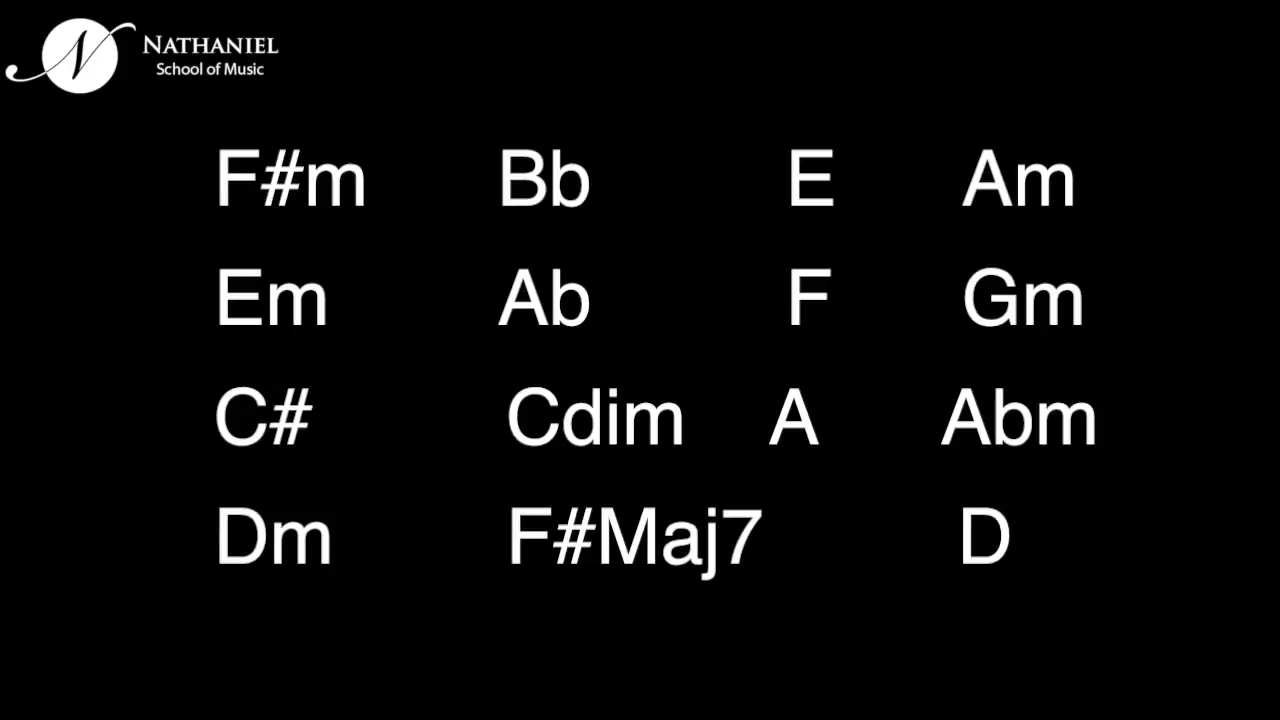 N NATHANIEL
School of Music
F#m Bb E Am
Em Ab F Gm
C# Cdim A Abm
Dm F#Maj7 D